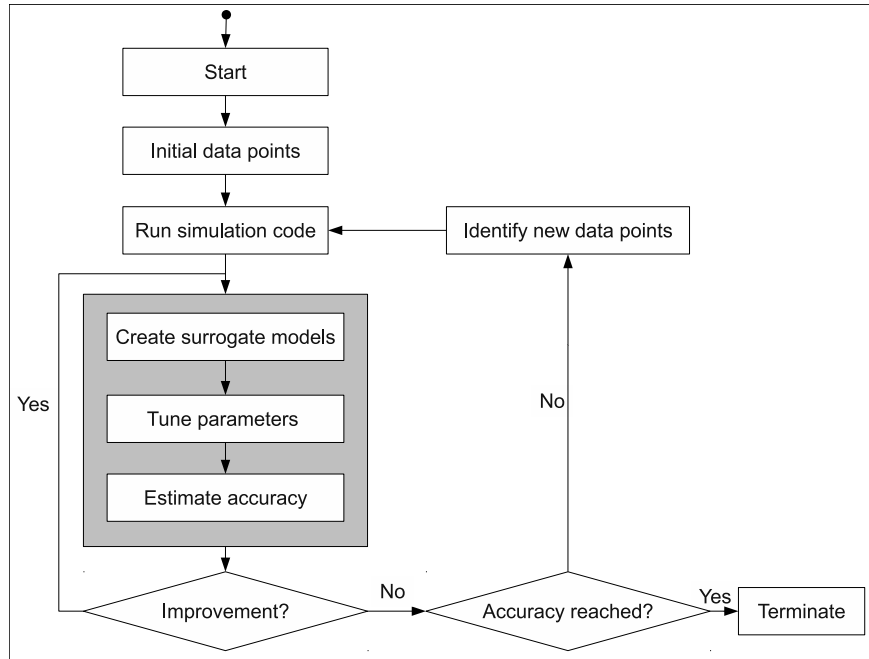 Start
Initial data points
Run simulation code
Identify new data points
Create surrogate models
Yes
Tune parameters
No
Estimate accuracy
Improvement?
No
Accuracy reached?
Yes
Terminate